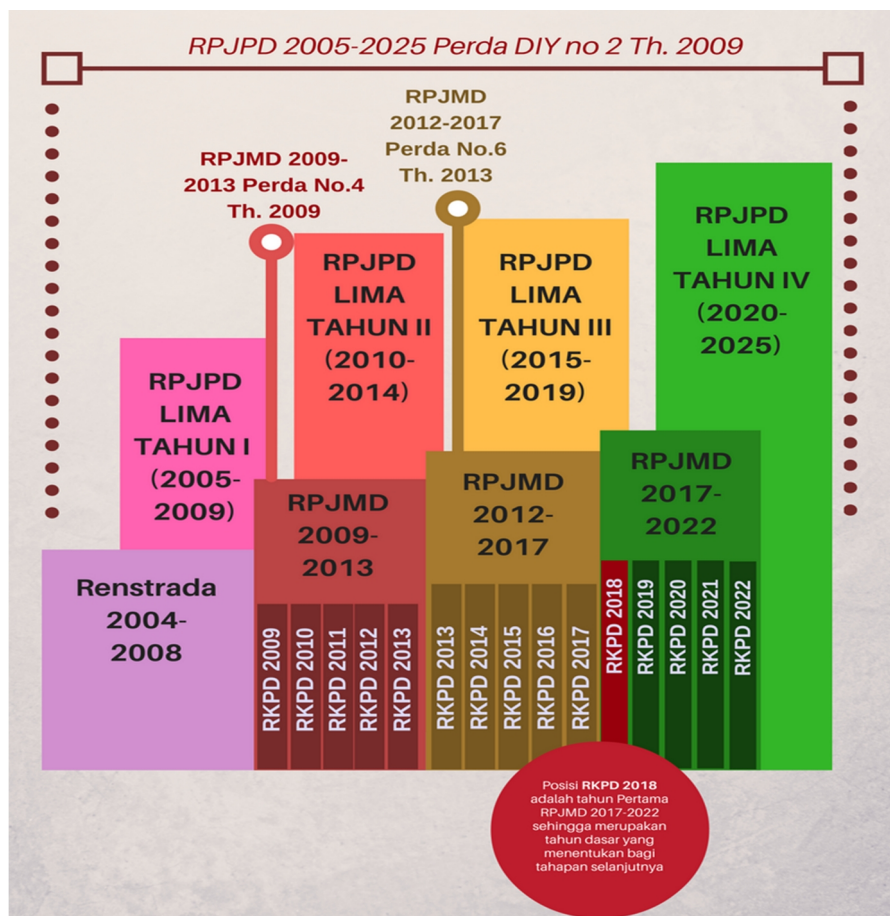 RPJPD 2005-2025 Perda DIY no 2 Th. 2009
RPJMD
2012-2017
Perda No.6
Th. 2013
RPJMD 2009-
2013 Perda No.4
Th. 2009
RPJPD
LIMA
TAHUN I
(2005-
2009)
RPJPD
LIMA
TAHUN II
(2010-
2014)
RPJPD
LIMA
TAHUN III
(2015-
2019)
RPJPD
LIMA
TAHUN IV
(2020-
2025)
Renstrada
2004-
2008
RPJMD
2009-
2013
RPJMD
2012-
2017
RPJMD
2017-
2022
RKPD 2009
RKPD 2010
RKPD 2011
RKPD 2012
RKPD 2013
RKPD 2013
RKPD 2014
RKPD 2015
RKPD 2016
RKPD 2017
RKPD 2018
RKPD 2019
RKPD 2020
RKPD 2021
RKPD 2022
Posisi RKPD 2018
adalah tahun Pertama
RPJMD 2017-2022
sehingga merupakan
tahun dasar yang
menentukan bagi
tahapan selanjutnya